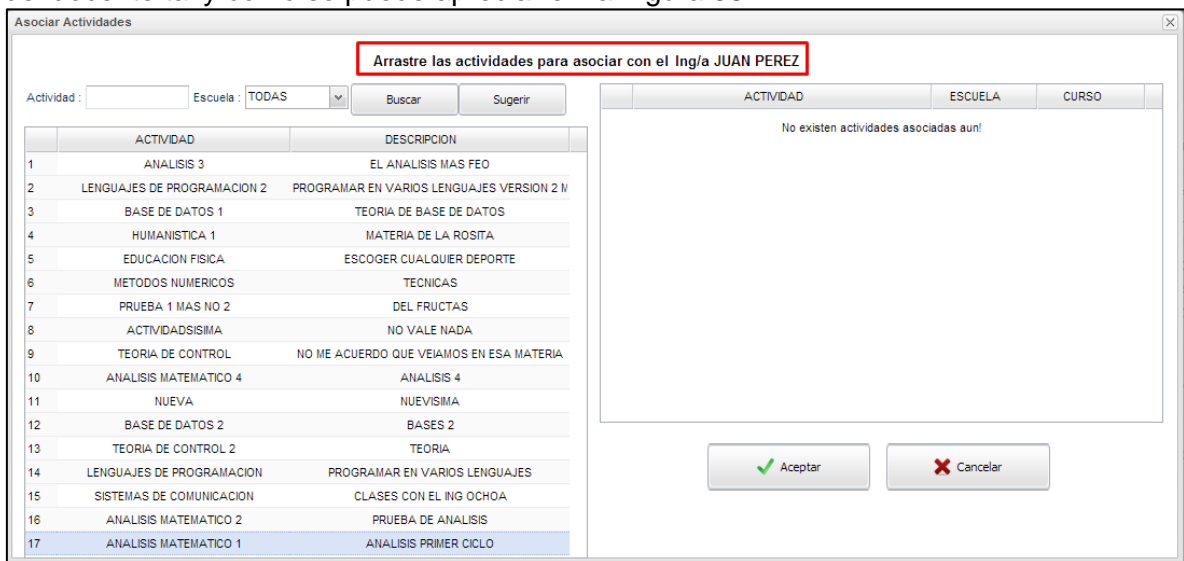 Asociar Actividades
Arrastre las actividades para asociar con el Ing/a JUAN PEREZ
Actividad : Escuela : TODAS Buscar Sugerir
ACTIVIDAD DESCRIPCION
1 ANALISIS 3 EL ANALISIS MAS FEO
2 LENGUAJES DE PROGRAMACION 2 PROGRAMAR EN VARIOS LENGUAJES VERSION 2 M
3 BASE DE DATOS 1 TEORIA DE BASE DE DATOS
4 HUMANISTICA 1 MATERIA DE LA ROSITA
5 EDUCACION FISICA ESCOGER CUALQUIER DEPORTE
6 METODOS NUMERICOS TECNICAS
7 PRUEBA 1 MAS NO 2 DEL FRUCTAS
8 ACTIVIDADSISIMA NO VALE NADA
9 TEORIA DE CONTROL NO ME ACUERDO QUE VEIAMOS EN ESA MATERIA
10 ANALISIS MATEMATICO 4 ANALISIS 4
11 NUEVA NUEVISIMA
12 BASE DE DATOS 2 BASES 2
13 TEORIA DE CONTROL 2 TEORIA
14 LENGUAJES DE PROGRAMACION PROGRAMAR EN VARIOS LENGUAJES
15 SISTEMAS DE COMUNICACION CLASES CON EL ING OCHOA
16 ANALISIS MATEMATICO 2 PRUEBA DE ANALISIS
17 ANALISIS MATEMATICO 1 ANALISIS PRIMER CICLO
ACTIVIDAD ESCUELA CURSO
No existen actividades asociadas aun!
Aceptar Cancelar